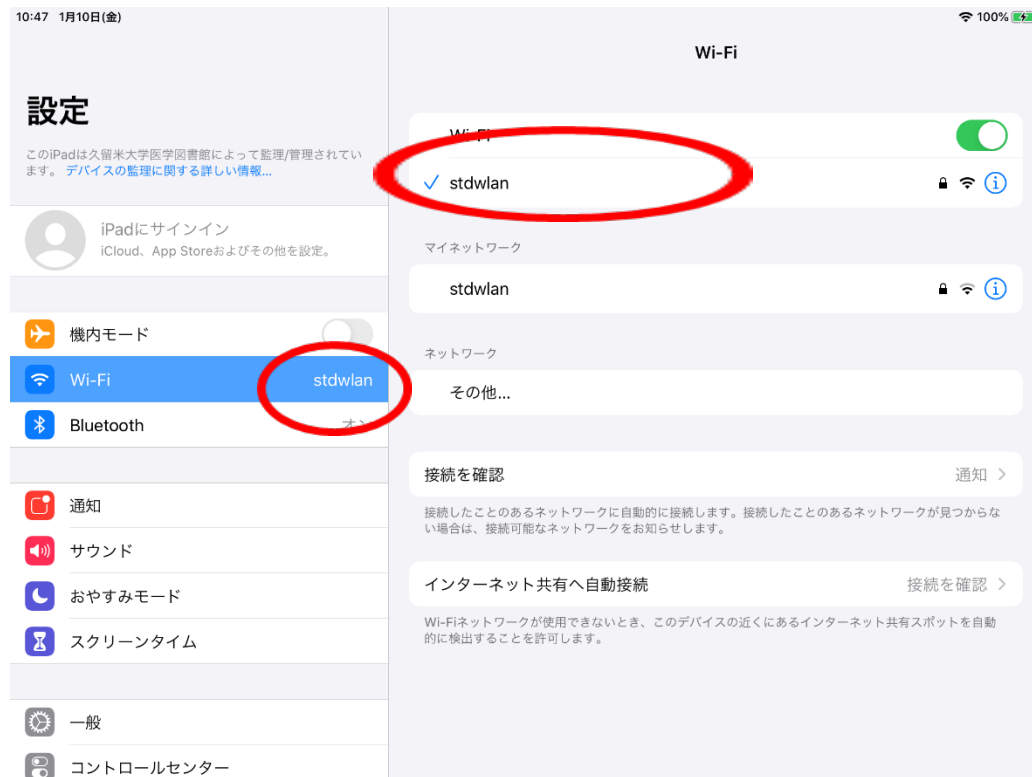 10:47 1月10日(金)
100%
設定
このiPadは久留米大学医学図書館によって監理/管理されてい
ます。 デバイスの監理に関する詳しい情報...
iPadにサインイン
iCloud、App Storeおよびその他を設定。
機内モード
Wi-Fi stdwlan
Bluetooth オン
通知
サウンド
おやすみモード
スクリーンタイム
一般
コントロールセンター
Wi-Fi
Wi-Fi
stdwlan
マイネットワーク
stdwlan
ネットワーク
その他...
接続を確認 通知
接続したことのあるネットワークに自動的に接続します。接続したことのあるネットワークが見つからな
い場合は、接続可能なネットワークをお知らせします。
インターネット共有へ自動接続 接続を確認
Wi-Fiネットワークが使用できないとき、このデバイスの近くにあるインターネット共有スポットを自動
的に検出することを許可します。